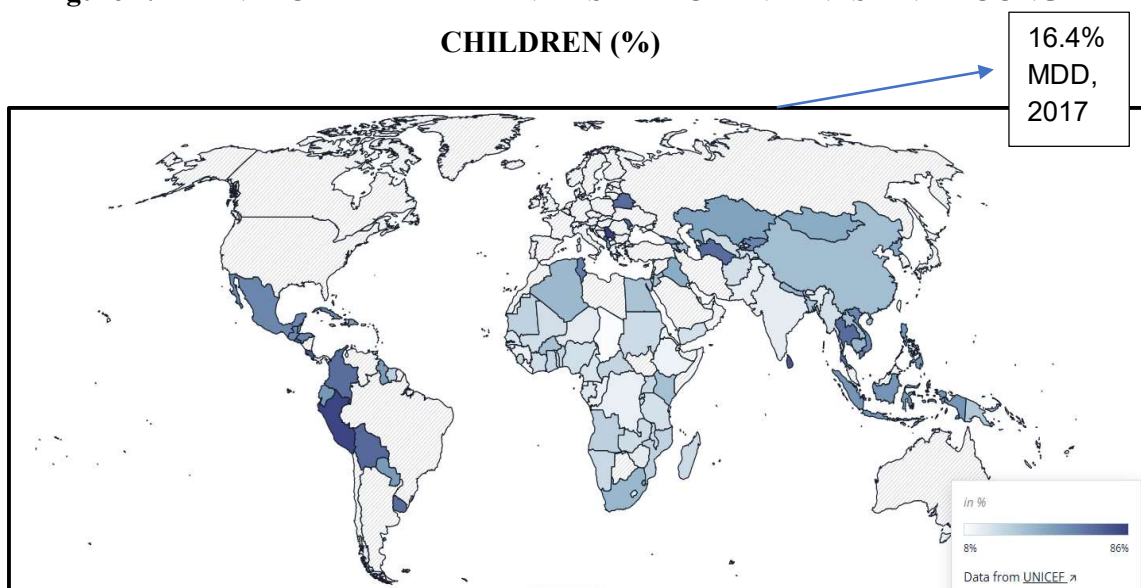 CHILDREN (%)
16.4%
MDD,
2017
in %
8% 86%
Data from UNICEF ↗